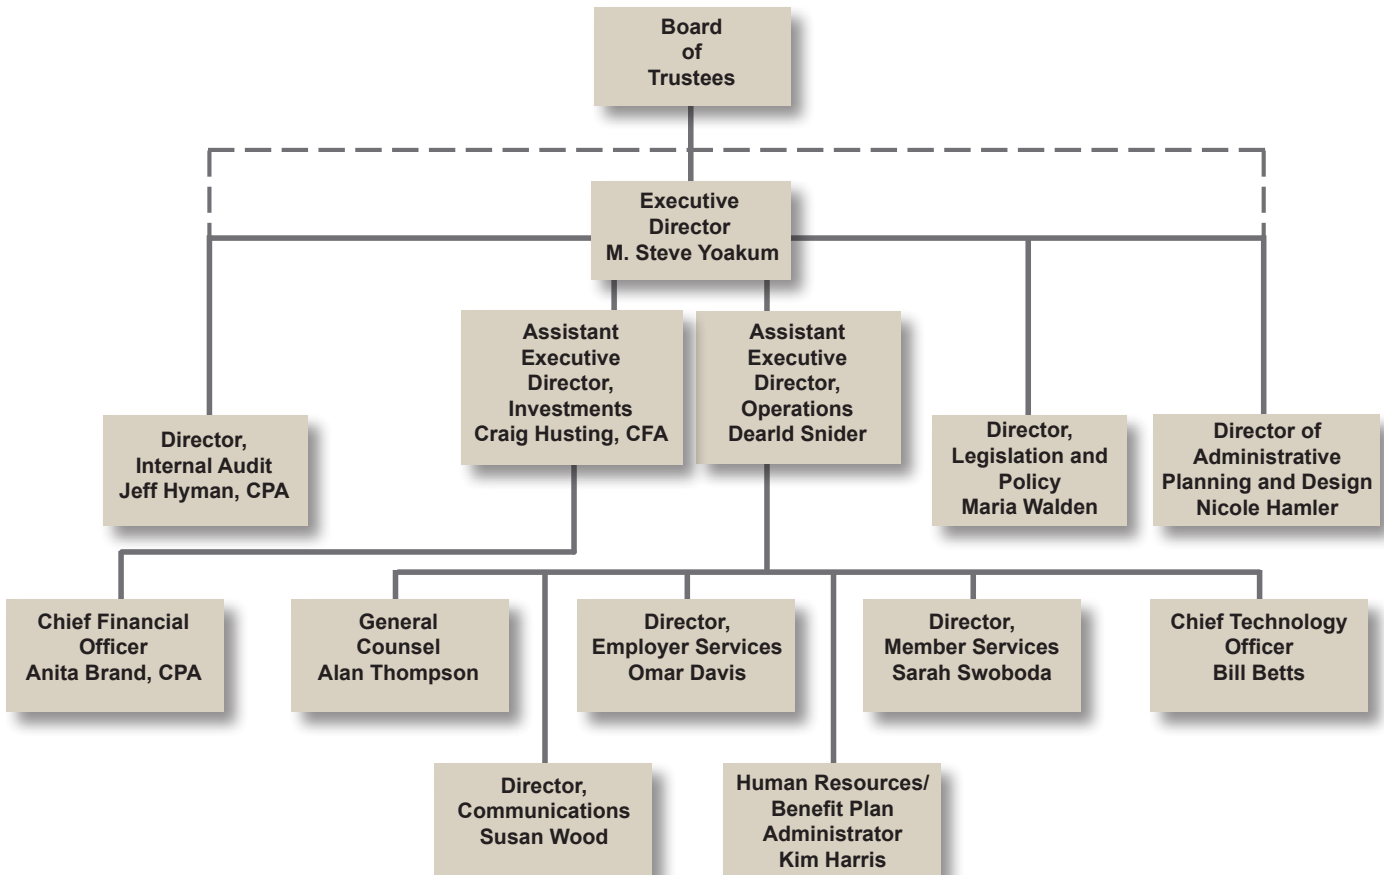 Board
of
Trustees
Executive
Director
M. Steve Yoakum
Assistant
Executive
Director,
Investments
Craig Husting, CFA
Assistant
Executive
Director,
Operations
Dearld Snider
Director,
Internal Audit
Jeff Hyman, CPA
Director,
Legislation and
Policy
Maria Walden
Director of
Administrative
Planning and Design
Nicole Hamler
Chief Financial
Officer
Anita Brand, CPA
General
Counsel
Alan Thompson
Director,
Employer Services
Omar Davis
Director,
Member Services
Sarah Swoboda
Chief Technology
Officer
Bill Betts
Director,
Communications
Susan Wood
Human Resources/
Benefit Plan
Administrator
Kim Harris